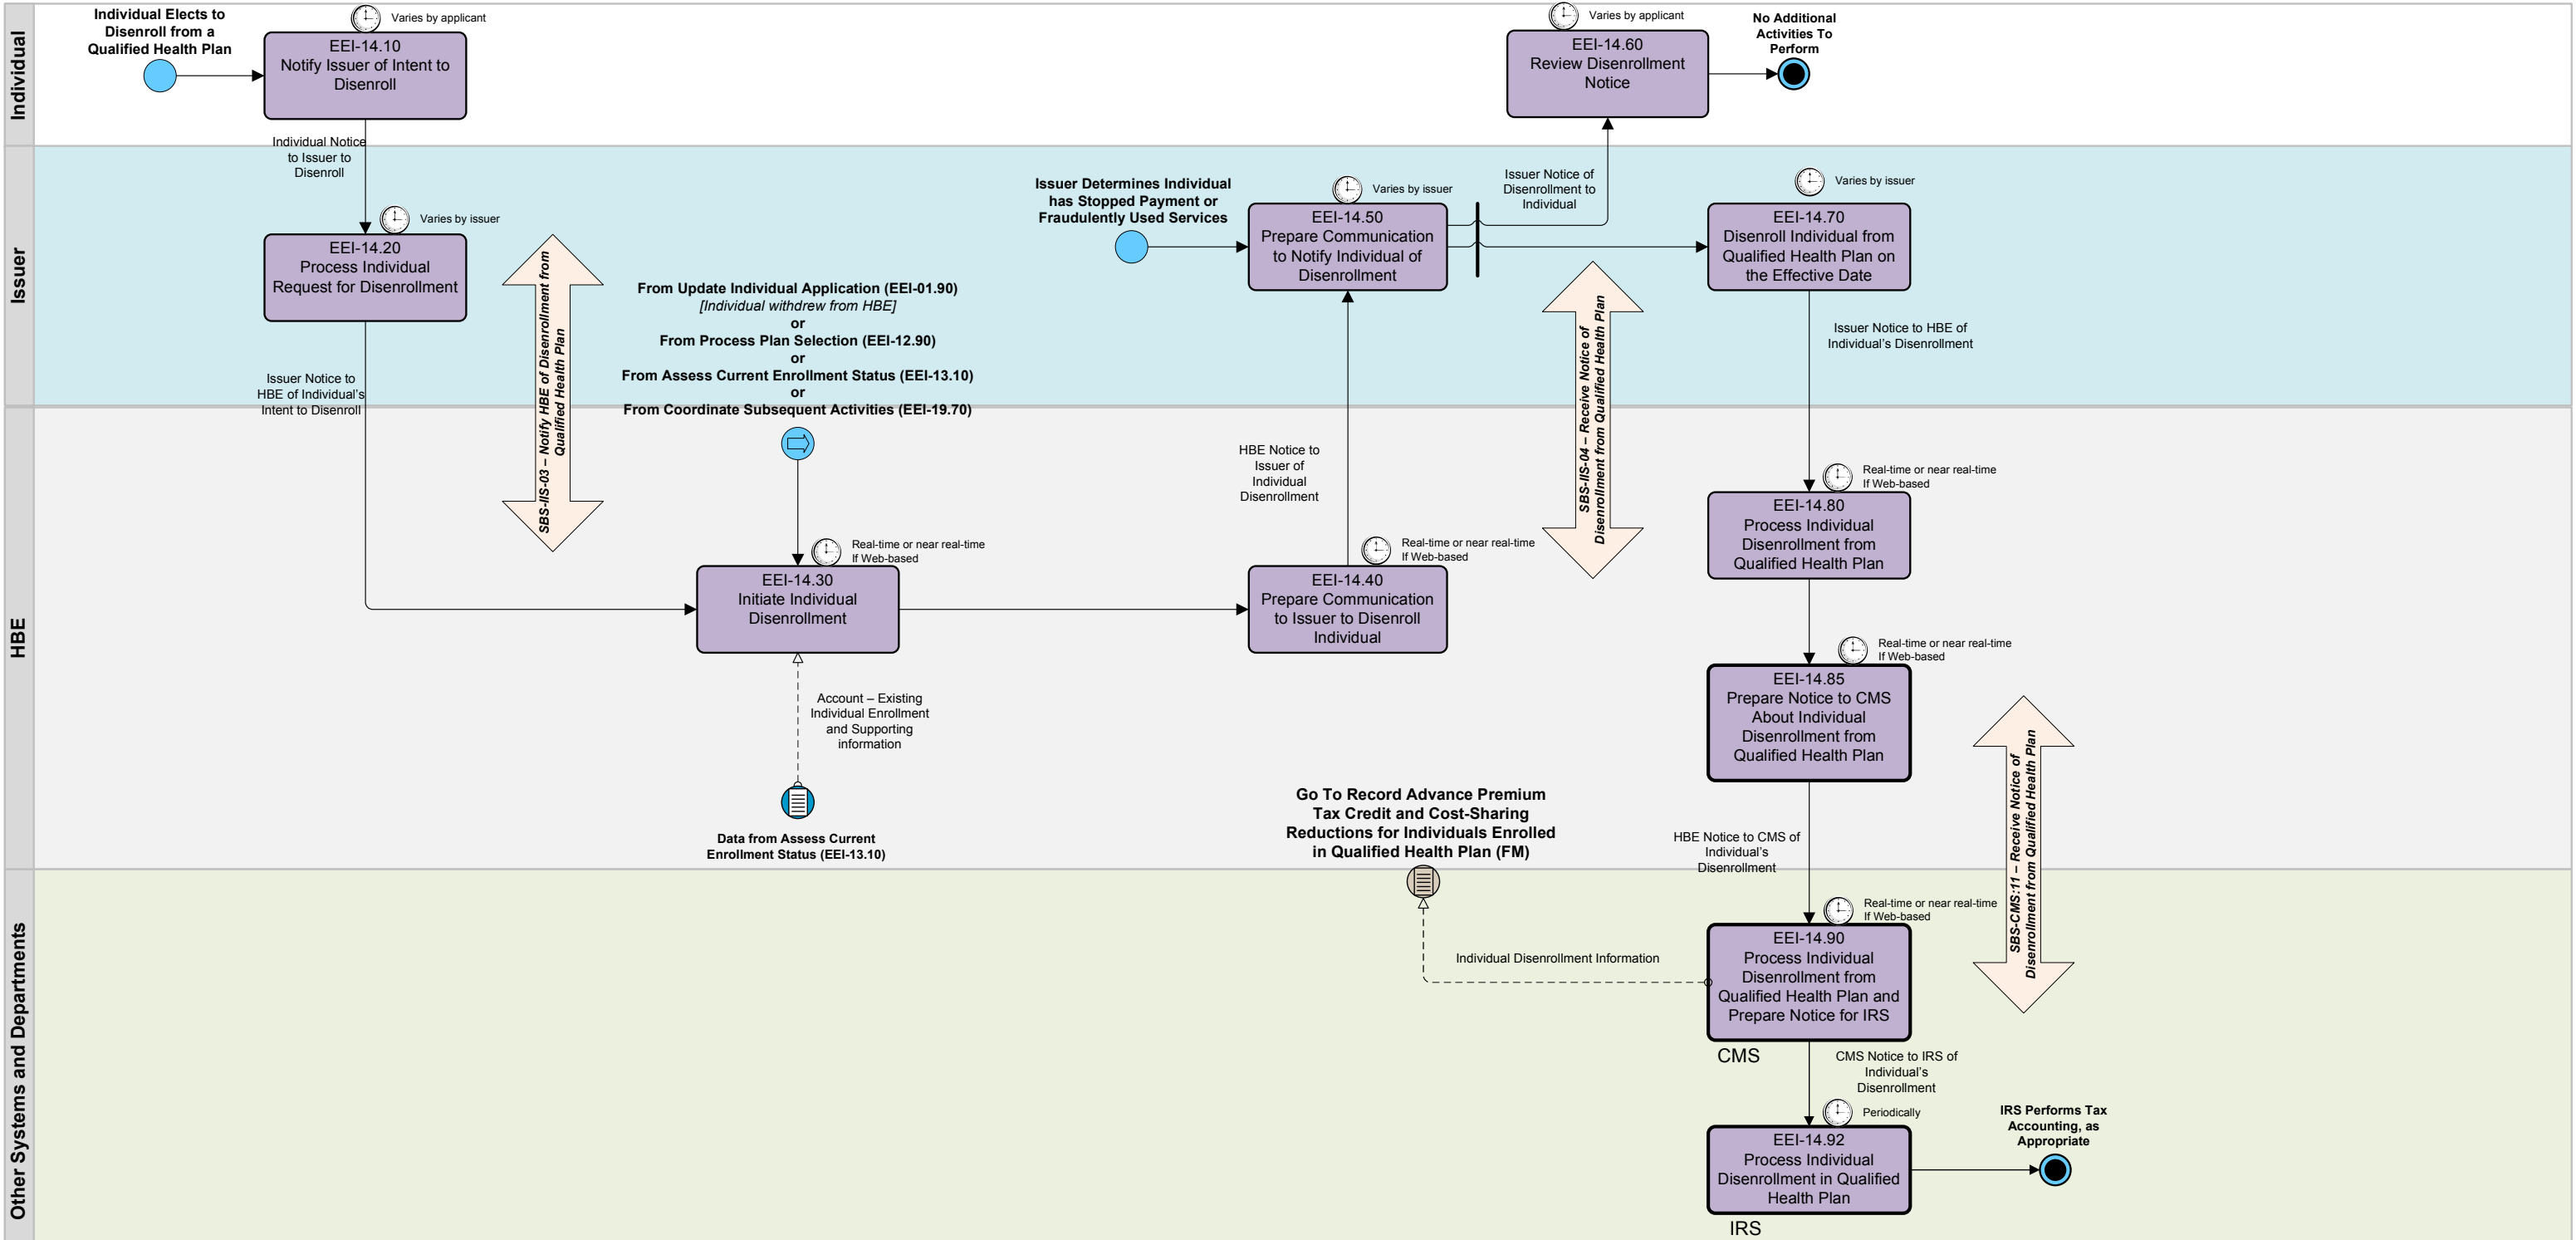 Individual
Individual Elects to
Disenroll from a
Qualified Health Plan
Varies by applicant
EEI-14.10
Notify Issuer of Intent to
Disenroll
Varies by applicant
EEI-14.60
Review Disenrollment
Notice
No Additional
Activities To
Perform
Individual Notice
to Issuer to
Disenroll
Issuer
Varies by issuer
EEI-14.20
Process Individual
Request for Disenrollment
SBS-IIS-03 – Notify HBE of Disenrollment from
Qualified Health Plan
From Update Individual Application (EEI-01.90)
[Individual withdrew from HBE]
or
From Process Plan Selection (EEI-12.90)
or
From Assess Current Enrollment Status (EEI-13.10)
or
From Coordinate Subsequent Activities (EEI-19.70)
Issuer Determines Individual
has Stopped Payment or
Fraudulently Used Services
Varies by issuer
EEI-14.50
Prepare Communication
to Notify Individual of
Disenrollment
Issuer Notice of
Disenrollment to
Individual
SBS-IIS-04 – Receive Notice of
Disenrollment from Qualified Health Plan
Varies by issuer
EEI-14.70
Disenroll Individual from
Qualified Health Plan on
the Effective Date
Issuer Notice to HBE of
Individual’s Disenrollment
Issuer Notice to
HBE of Individual’s
Intent to Disenroll
HBE
Real-time or near real-time
If Web-based
EEI-14.30
Initiate Individual
Disenrollment
Account – Existing
Individual Enrollment
and Supporting
information
Data from Assess Current
Enrollment Status (EEI-13.10)
HBE Notice to
Issuer of
Individual
Disenrollment
Real-time or near real-time
If Web-based
EEI-14.40
Prepare Communication
to Issuer to Disenroll
Individual
Real-time or near real-time
If Web-based
EEI-14.80
Process Individual
Disenrollment from
Qualified Health Plan
Real-time or near real-time
If Web-based
EEI-14.85
Prepare Notice to CMS
About Individual
Disenrollment from
Qualified Health Plan
SBS-CMS:11 – Receive Notice of
Disenrollment from Qualified Health Plan
Go To Record Advance Premium
Tax Credit and Cost-Sharing
Reductions for Individuals Enrolled
in Qualified Health Plan (FM)
HBE Notice to CMS of
Individual’s
Disenrollment
Other Systems and Departments
Real-time or near real-time
If Web-based
EEI-14.90
Process Individual
Disenrollment from
Qualified Health Plan and
Prepare Notice for IRS
Individual Disenrollment Information
CMS
CMS Notice to IRS of
Individual’s
Disenrollment
Periodically
EEI-14.92
Process Individual
Disenrollment in Qualified
Health Plan
IRS
IRS Performs Tax
Accounting, as
Appropriate